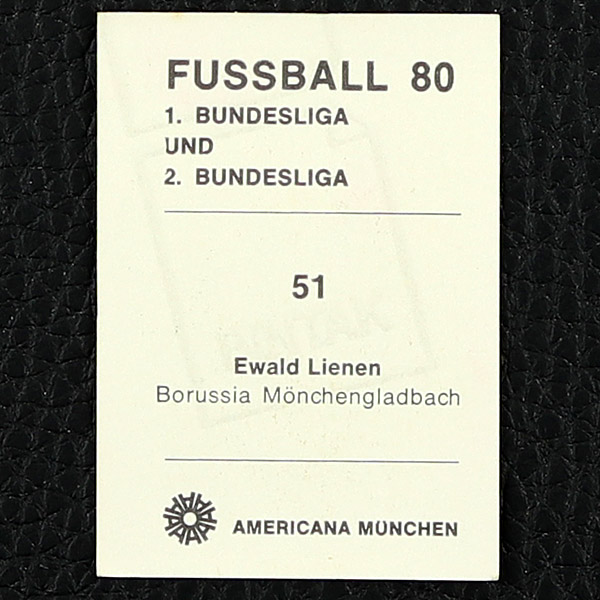 FUSSBALL 80
1. BUNDESLIGA
UND
2. BUNDESLIGA
51
Ewald Lienen
Borussia Mönchengladbach
AMERICANA MÜNCHEN